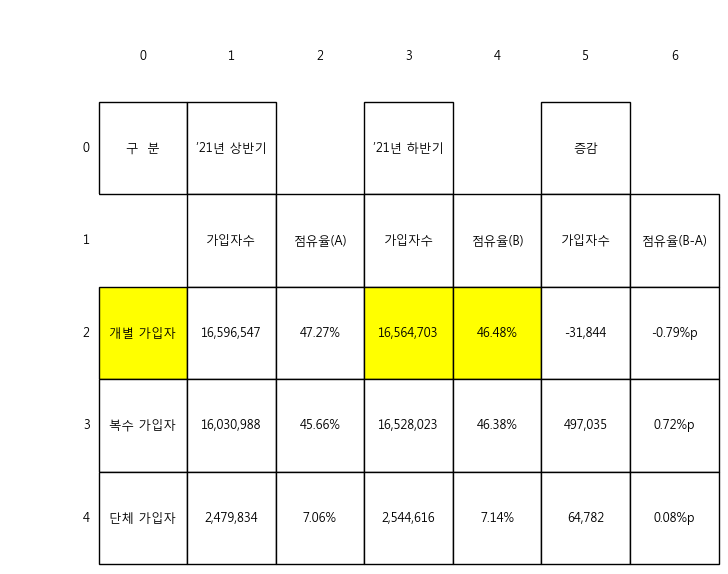 0 1 2 3 4 5 6
0 구 분 '21년 상반기 '21년 하반기 증감
1 가입자수 점유율(A) 가입자수 점유율(B) 가입자수 점유율(B-A)
2 개별 가입자 16,596,547 47.27% 16,564,703 46.48% -31,844 -0.79%p
3 복수 가입자 16,030,988 45.66% 16,528,023 46.38% 497,035 0.72%p
4 단체 가입자 2,479,834 7.06% 2,544,616 7.14% 64,782 0.08%p